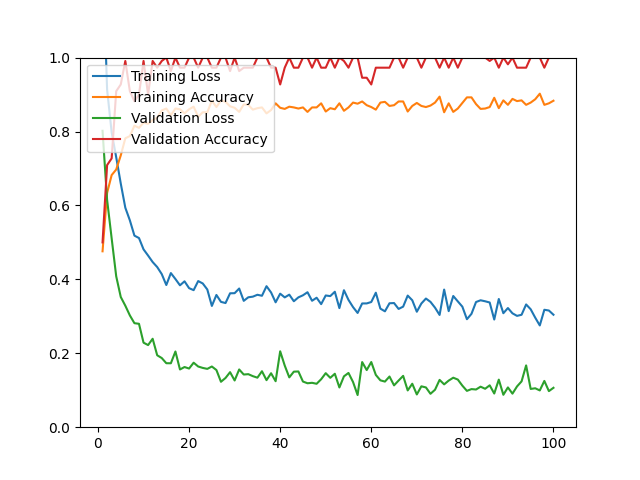 1.0
0.8
0.6
0.4
0.2
0.0
Training Loss
Training Accuracy
Validation Loss
Validation Accuracy
0 20 40 60 80 100